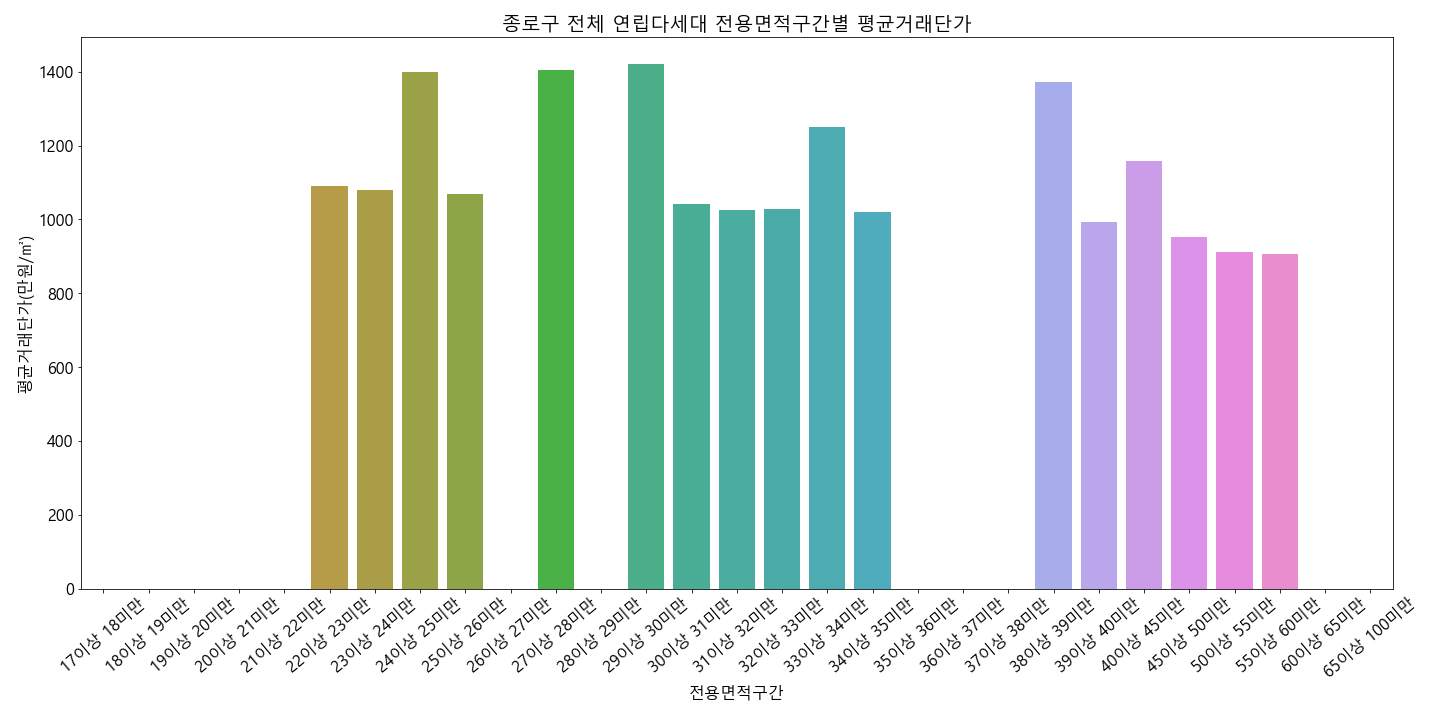 종로구 전체 연립다세대 전용면적구간별 평균거래단가
평균거래단가(만원/㎡)
1400
1200
1000
800
600
400
200
0
17이상 18미만
18이상 19미만
19이상 20미만
20이상 21미만
21이상 22미만
22이상 23미만
23이상 24미만
24이상 25미만
25이상 26미만
26이상 27미만
27이상 28미만
28이상 29미만
29이상 30미만
30이상 31미만
31이상 32미만
32이상 33미만
33이상 34미만
34이상 35미만
35이상 36미만
36이상 37미만
37이상 38미만
38이상 39미만
39이상 40미만
40이상 45미만
45이상 50미만
50이상 55미만
55이상 60미만
60이상 65미만
65이상 100미만
전용면적구간